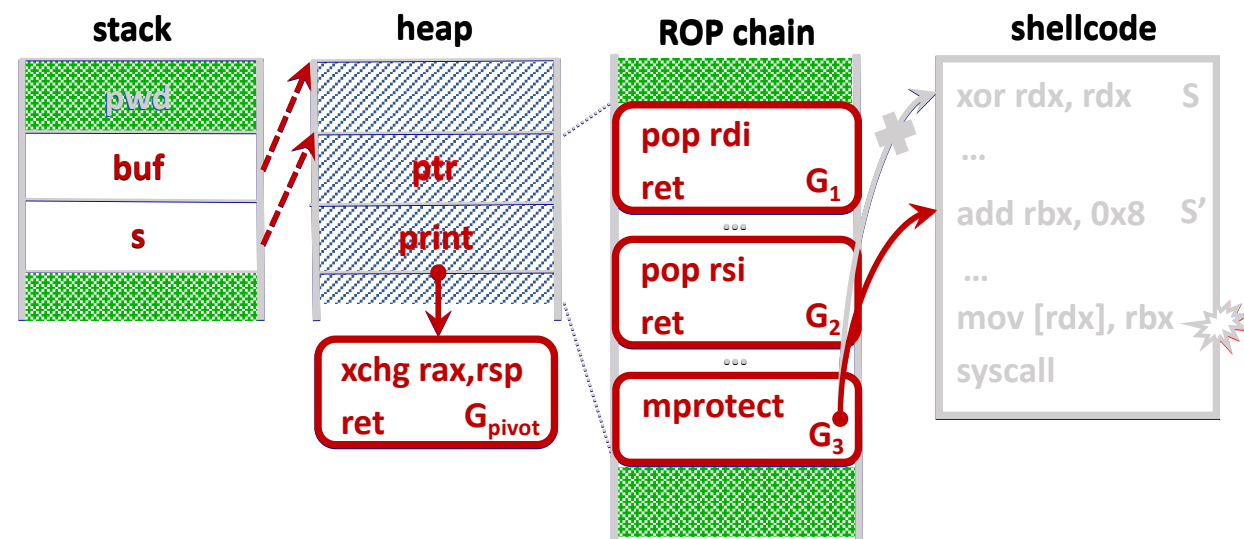 stack
heap
ROP chain
shellcode
pwd
buf
s
ptr
print
xchg rax,rsp
ret Gpivot
pop rdi
ret G1
...
pop rsi
ret G2
...
mprotect
G3
xor rdx, rdx S
...
add rbx, 0x8 S’
...
mov [rdx], rbx
syscall